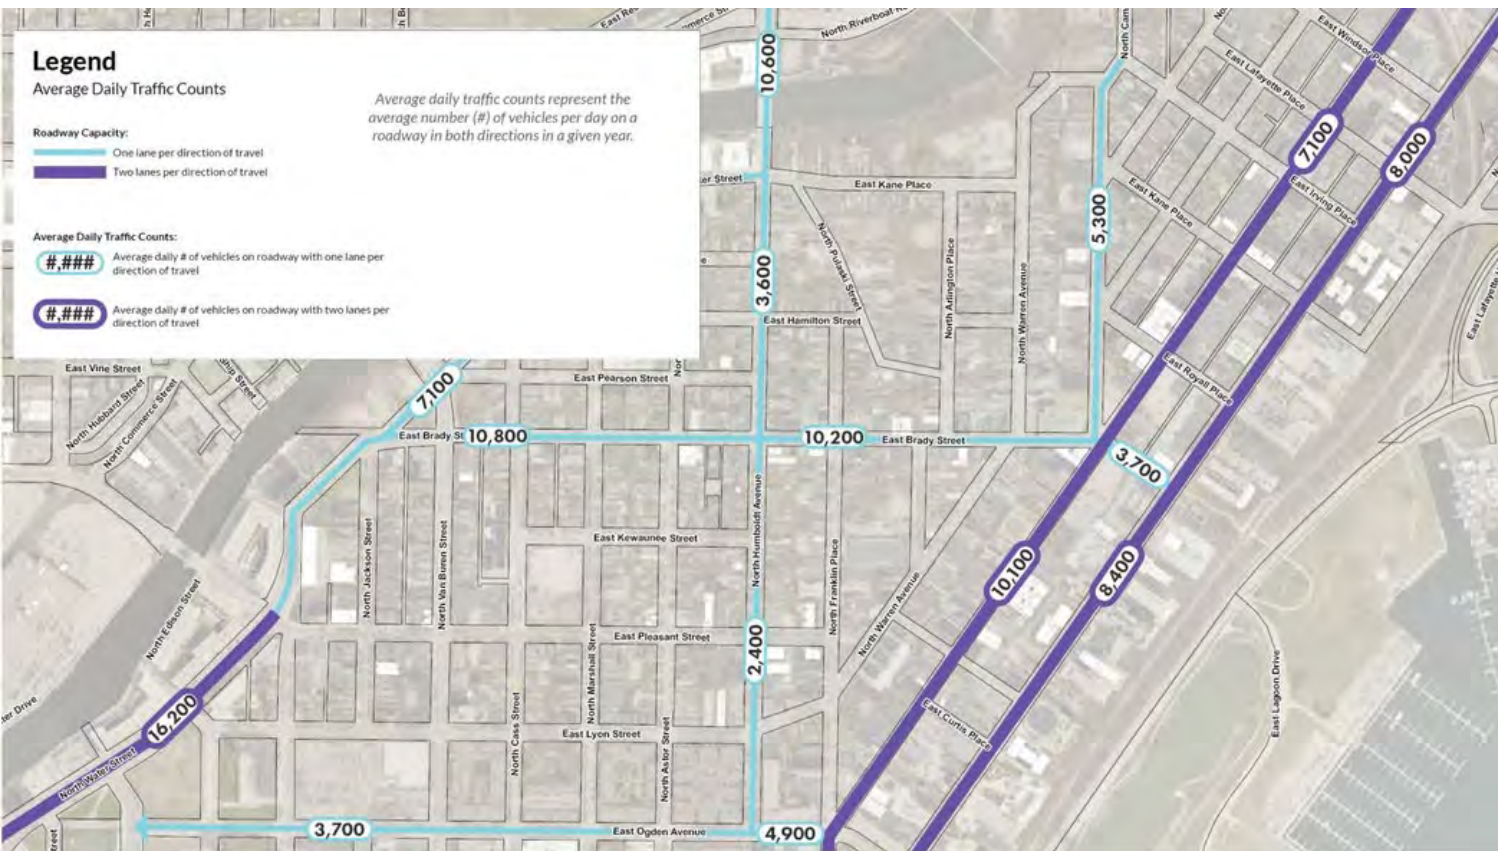 Legend
Average Daily Traffic Counts
Average daily traffic counts represent the
average number (#) of vehicles per day on a
roadway in both directions in a given year.
Roadway Capacity:
One lane per direction of travel
Two lanes per direction of travel
Average Daily Traffic Counts:
#,###
Average daily # of vehicles on roadway with one lane per
direction of travel
#,###
Average daily # of vehicles on roadway with two lanes per
direction of travel
10,600
North Riverboat
East Windsor Place
East Lafayette Place
7,100
8,000
East Irving Place
East Kane Place
East Kane Place
5,300
3,600
North Pulaski Street
North Arlington Place
North Warren Avenue
East Hamilton Street
East Lafayette
East Vine Street
North Hubbard Street
North Commerce Street
7,100
East Pearson Street
East Royall Place
East Brady St
10,800
10,200
East Brady Street
3,700
North Jackson Street
North Van Buren Street
East Kewaunee Street
North Humboldt Avenue
North Franklin Place
10,100
8,400
North Edison Street
North Warren Avenue
East Pleasant Street
2,400
North Marshall Street
North Cass Street
North Astor Street
East Lyon Street
East Curtis Place
East Lagoon Drive
16,200
North Water Street
3,700
East Ogden Avenue
4,900